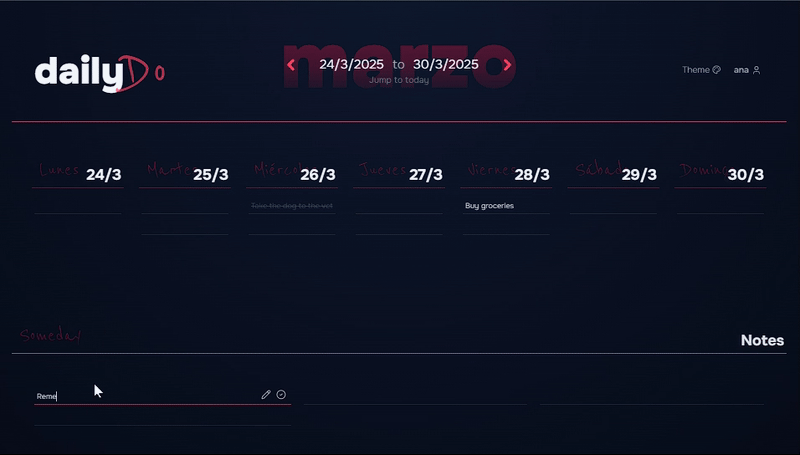 dailyDo
marzo
24/3/2025 to 30/3/2025
Jump to today
Theme
ana
Lunes 24/3
Martes 25/3
Miércoles 26/3
Jueves 27/3
Viernes 28/3
Sábado 29/3
Domingo 30/3
Take the dog to the vet
Buy groceries
Someday
Notes
Reme